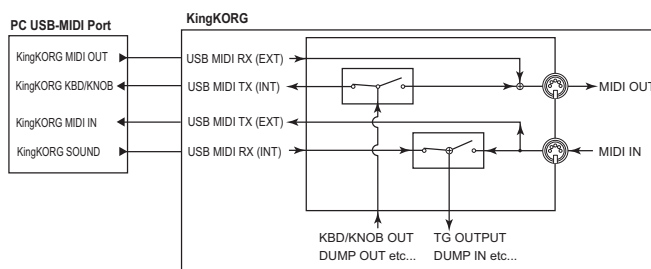 PC USB-MIDI Port
KingKORG
KingKORG MIDI OUT
USB MIDI RX (EXT)
KingKORG KBD/KNOB
USB MIDI TX (INT)
MIDI OUT
KingKORG MIDI IN
USB MIDI TX (EXT)
KingKORG SOUND
USB MIDI RX (INT)
MIDI IN
KBD/KNOB OUT
DUMP OUT etc...
TG OUTPUT
DUMP IN etc...